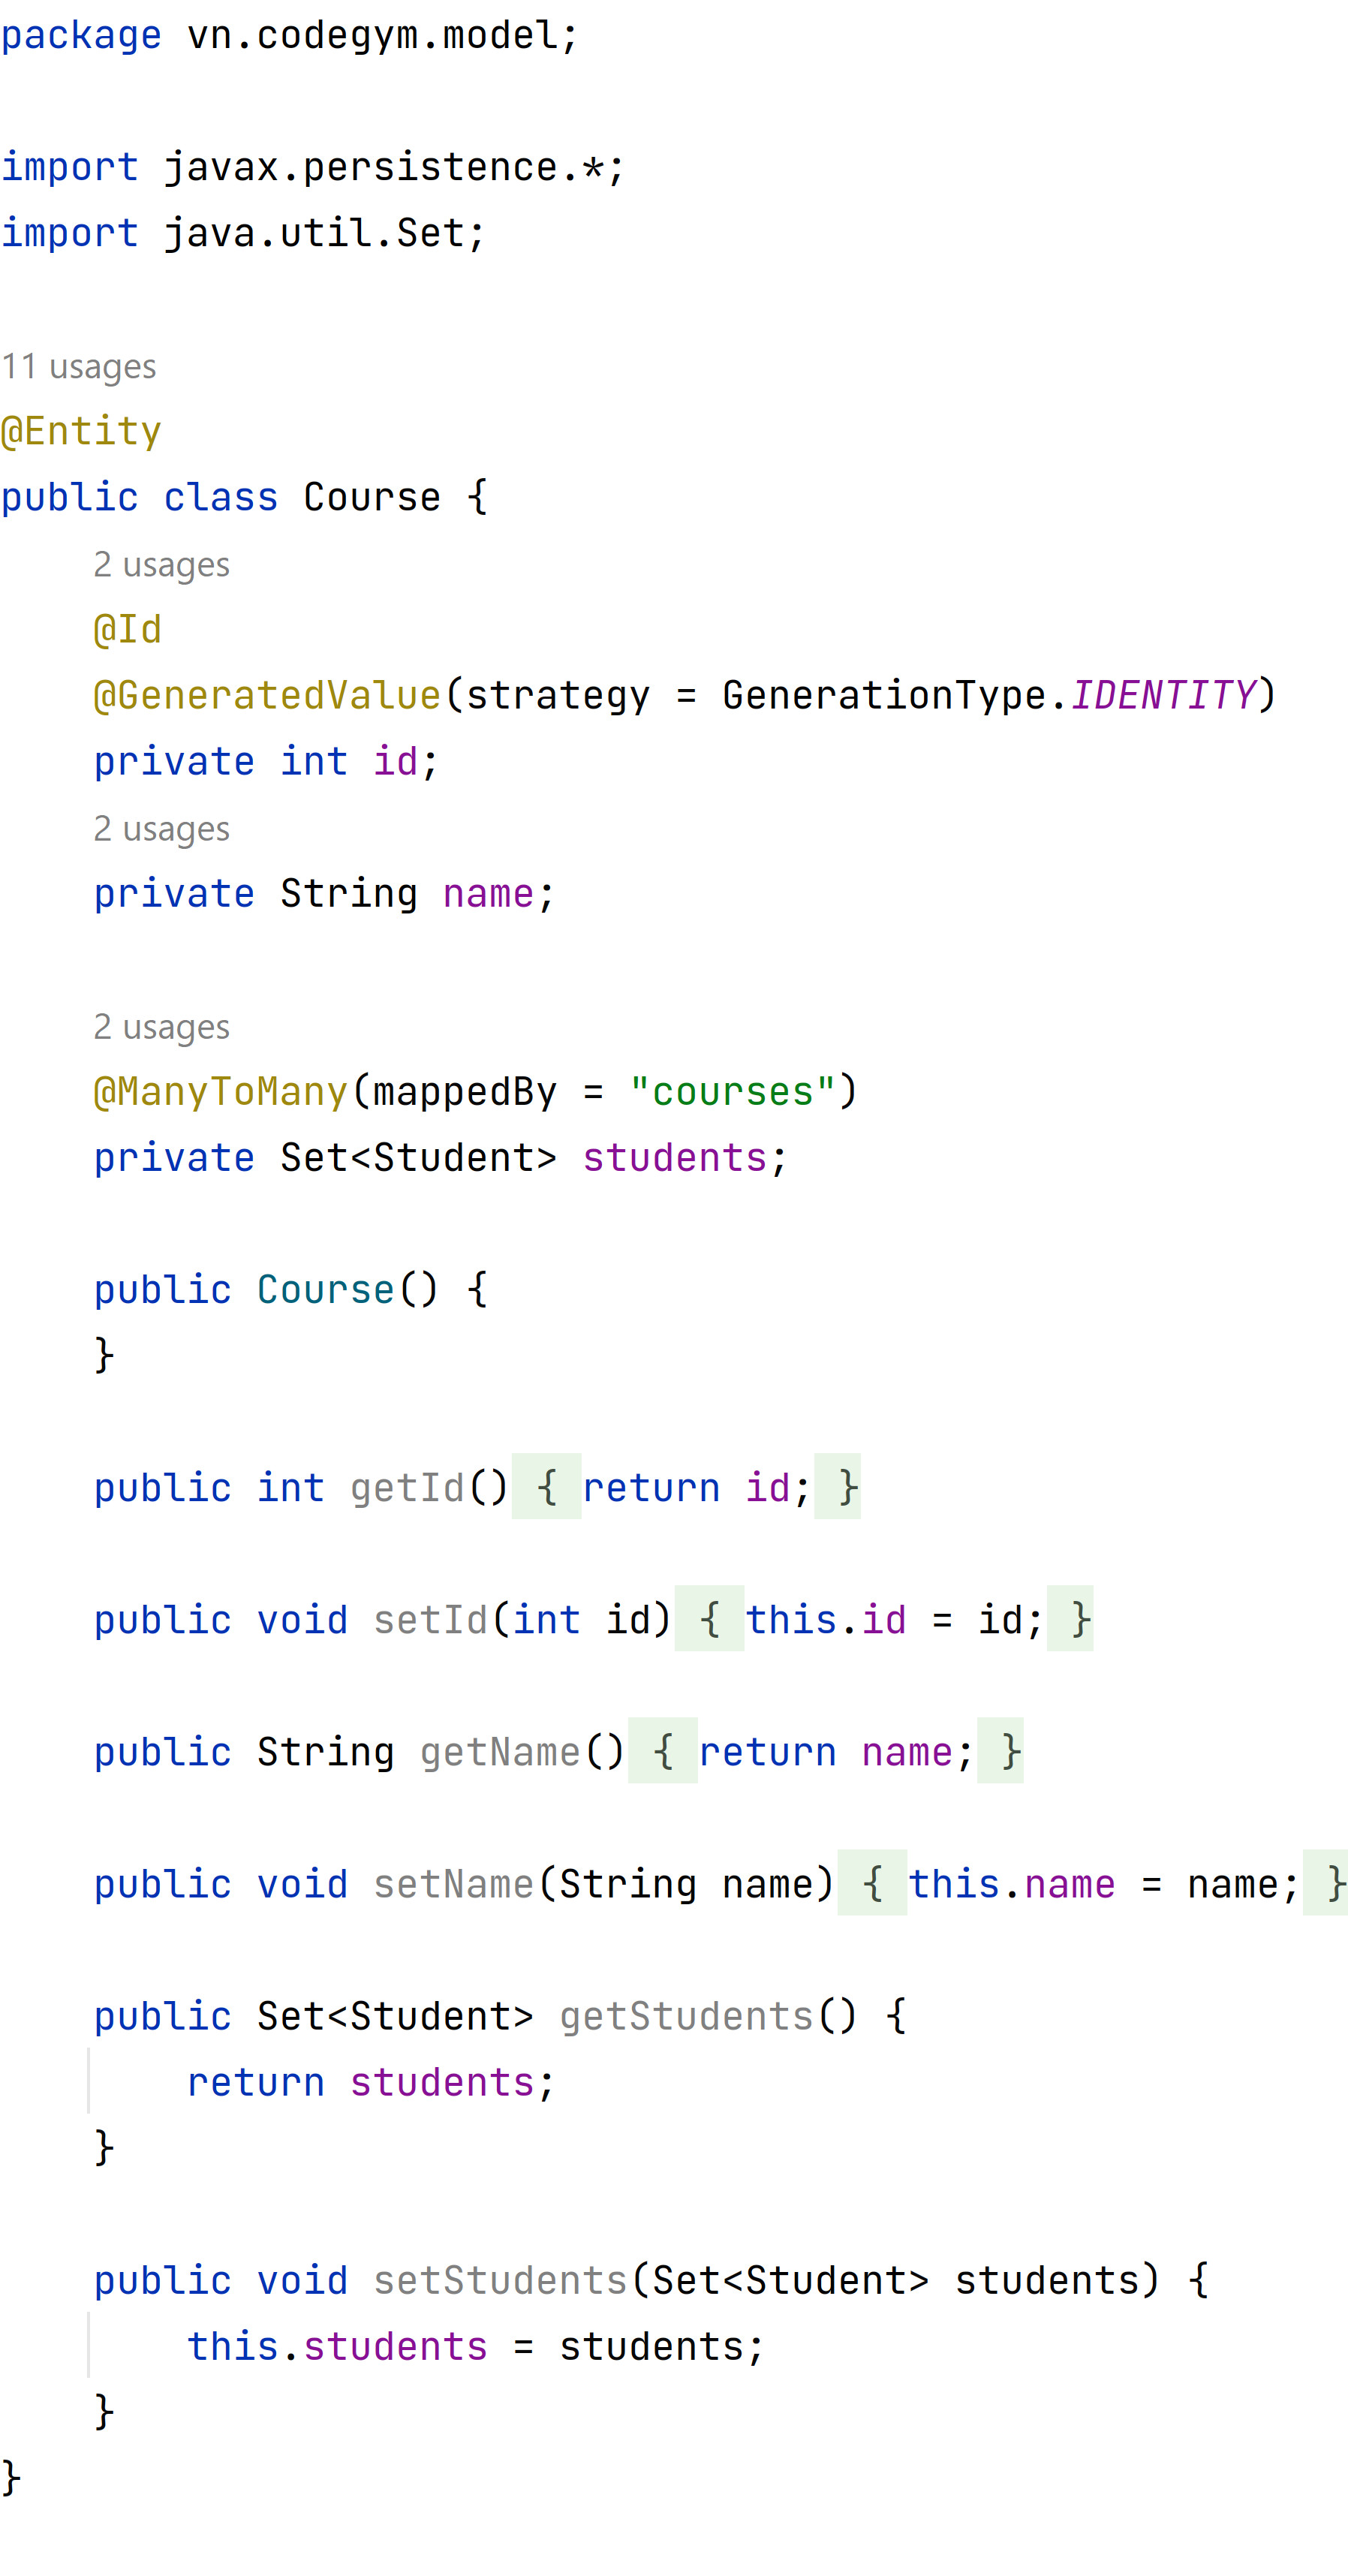 package vn.codegym.model;
import javax.persistence.*;
import java.util.Set;
11 usages
@Entity
public class Course {
2 usages
@Id
@GeneratedValue(strategy = GenerationType.IDENTITY)
private int id;
2 usages
private String name;
2 usages
@ManyToMany(mappedBy = "courses")
private Set<Student> students;
public Course() {
}
public int getId() { return id; }
public void setId(int id) { this.id = id; }
public String getName() { return name; }
public void setName(String name) { this.name = name; }
public Set<Student> getStudents() {
return students;
}
public void setStudents(Set<Student> students) {
this.students = students;
}
}